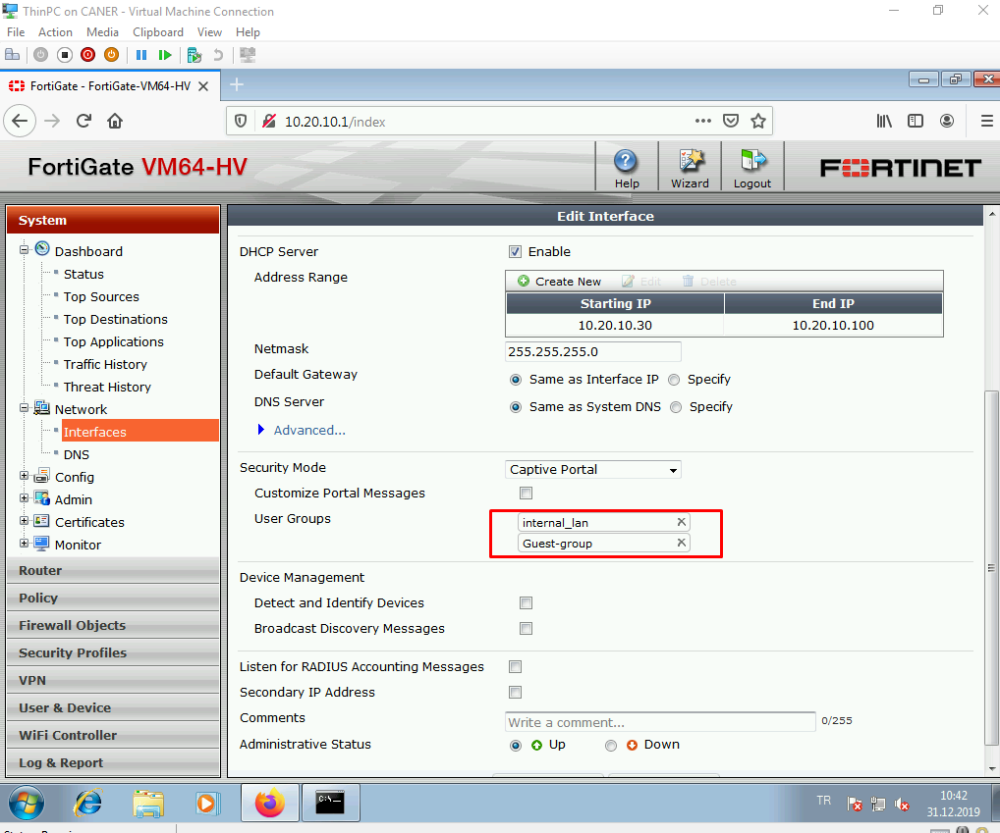 ThinPC on CANER - Virtual Machine Connection
File Action Media Clipboard View Help
FortiGate - FortiGate-VM64-HV
10.20.10.1/index
FortiGate VM64-HV
Help Wizard Logout
FORTINET
System
Edit Interface
Dashboard
Status
Top Sources
Top Destinations
Top Applications
Traffic History
Threat History
Network
Interfaces
DNS
Config
Admin
Certificates
Monitor
Router
Policy
Firewall Objects
Security Profiles
VPN
User & Device
WiFi Controller
Log & Report
DHCP Server Enable
Address Range Create New Edit Delete
Starting IP End IP
10.20.10.30 10.20.10.100
Netmask 255.255.255.0
Default Gateway Same as Interface IP Specify
DNS Server Same as System DNS Specify
Advanced...
Security Mode Captive Portal
Customize Portal Messages
User Groups internal_lan
Guest-group
Device Management
Detect and Identify Devices
Broadcast Discovery Messages
Listen for RADIUS Accounting Messages
Secondary IP Address
Comments Write a comment... 0/255
Administrative Status Up Down
TR
10:42
31.12.2019